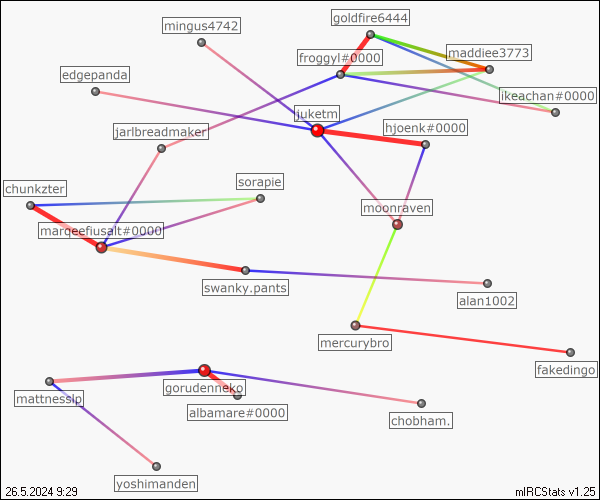 goldfire6444
mingus4742
maddiee3773
froggyl#0000
edgepanda
ikeachan#0000
juketm
hjoenk#0000
jarlbreadmaker
sorapie
chunkzter
moonraven
marqeefiusalt#0000
swanky.pants
alan1002
mercurybro
fakedingo
gorudenneko
mattnesslp
albamare#0000
chobham.
yoshimanden
26.5.2024 9:29
mIRCStats v1.25